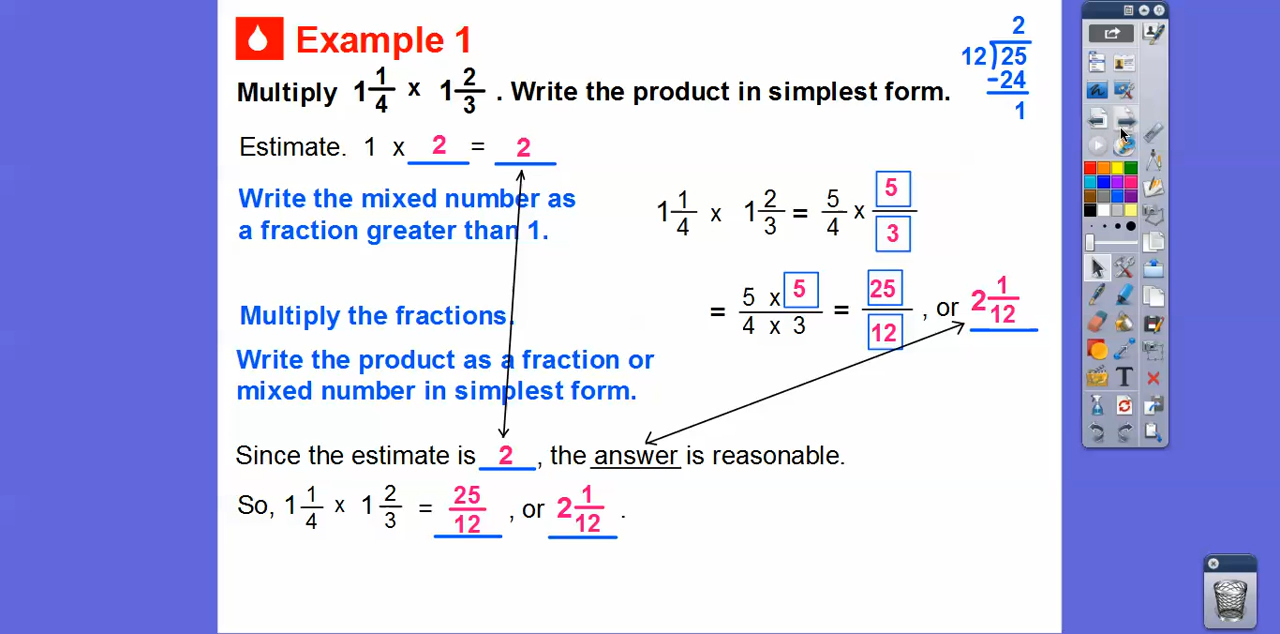 Example 1
Multiply 1 1/4 x 1 2/3 . Write the product in simplest form.
2
12)25
-24
1
Estimate. 1 x 2 = 2
Write the mixed number as
a fraction greater than 1.
1 1/4 x 1 2/3 = 5/4 x 5/3
Multiply the fractions.
= 5 x 5 / 4 x 3 = 25/12 , or 2 1/12
Write the product as a fraction or
mixed number in simplest form.
Since the estimate is 2 , the answer is reasonable.
So, 1 1/4 x 1 2/3 = 25/12 , or 2 1/12 .